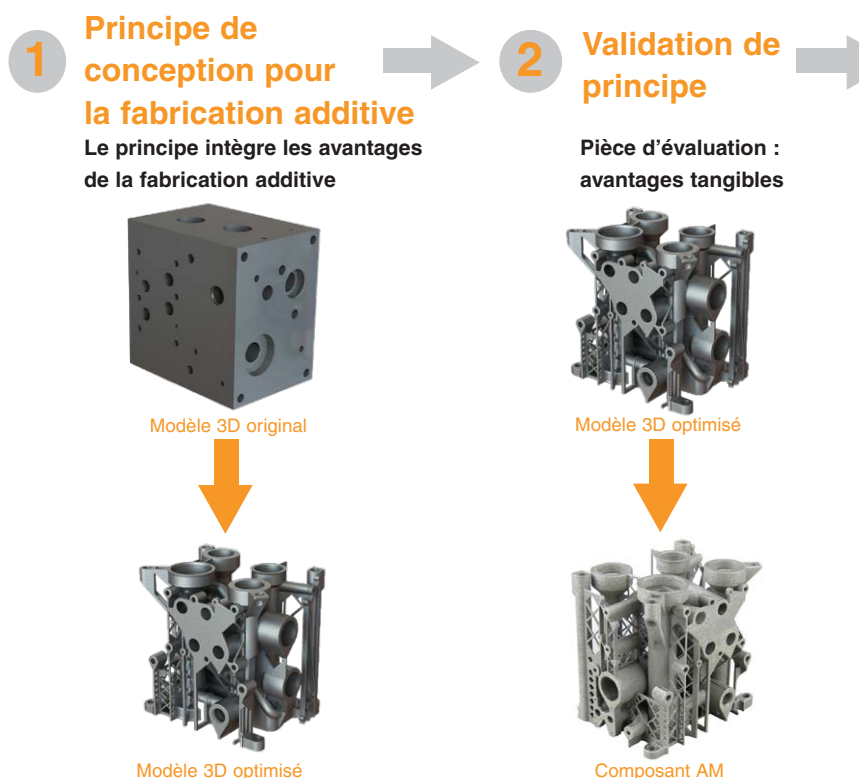 1
Principe de
conception pour
la fabrication additive
Le principe intègre les avantages
de la fabrication additive
Modèle 3D original
Modèle 3D optimisé
2
Validation de
principe
Pièce d’évaluation :
avantages tangibles
Modèle 3D optimisé
Composant AM